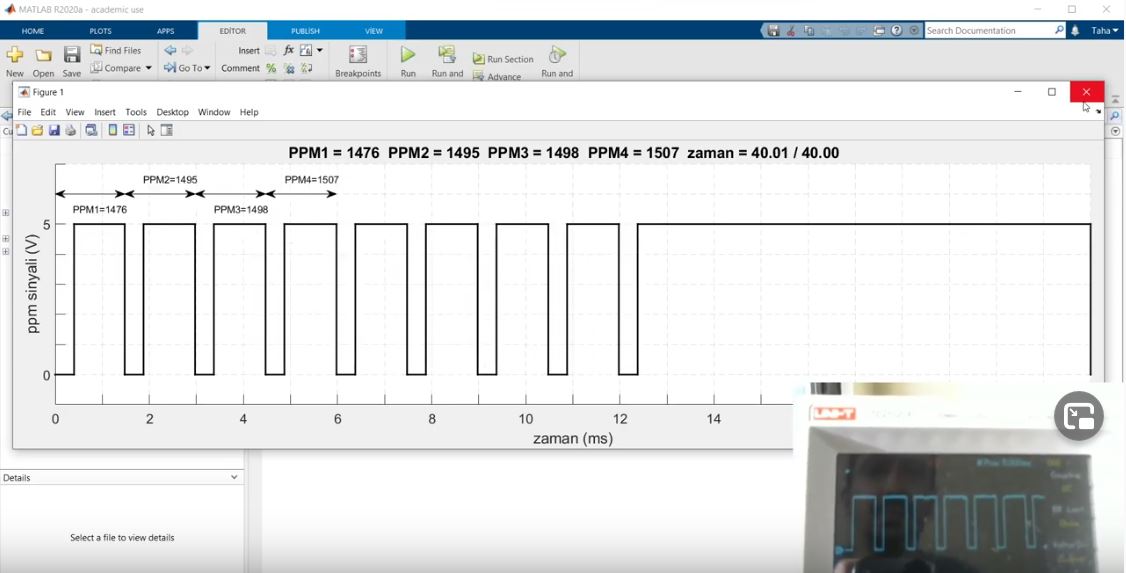 MATLAB R2020a - academic use
HOME PLOTS APPS EDITOR PUBLISH VIEW
Search Documentation
Taha
New Open Save
Find Files
Compare
Go To
Insert
Comment
fx
Breakpoints
Run
Run and
Run Section
Advance
Run and
Figure 1
File Edit View Insert Tools Desktop Window Help
Cu
PPM1 = 1476 PPM2 = 1495 PPM3 = 1498 PPM4 = 1507 zaman = 40.01 / 40.00
PPM2=1495 PPM4=1507
PPM1=1476 PPM3=1498
5
ppm sinyali (V)
0
0 2 4 6 8 10 12 14
zaman (ms)
UNI-T
Details
Select a file to view details